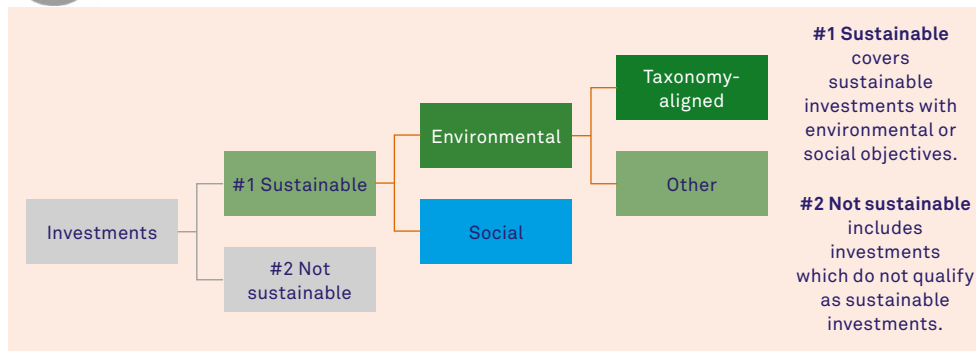 Investments
#1 Sustainable
#2 Not
sustainable
Environmental
Social
Taxonomy-
aligned
Other
#1 Sustainable
covers
sustainable
investments with
environmental or
social objectives.
#2 Not sustainable
includes
investments
which do not qualify
as sustainable
investments.